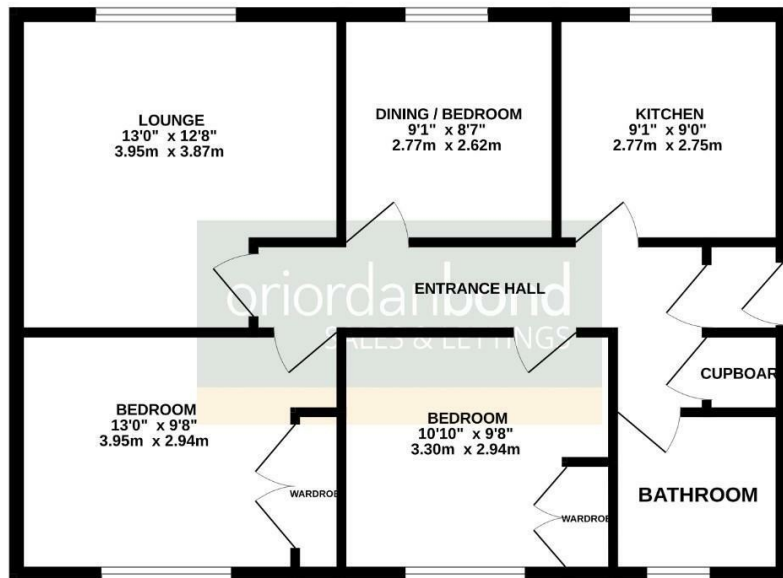 LOUNGE
13'0" x 12'8"
3.95m x 3.87m
DINING / BEDROOM
9'1" x 8'7"
2.77m x 2.62m
KITCHEN
9'1" x 9'0"
2.77m x 2.75m
ENTRANCE HALL
oriordanbond
SALES & LETTINGS
CUPBOAR
BEDROOM
13'0" x 9'8"
3.95m x 2.94m
BEDROOM
10'10" x 9'8"
3.30m x 2.94m
WARDROB
WARDROB
BATHROOM